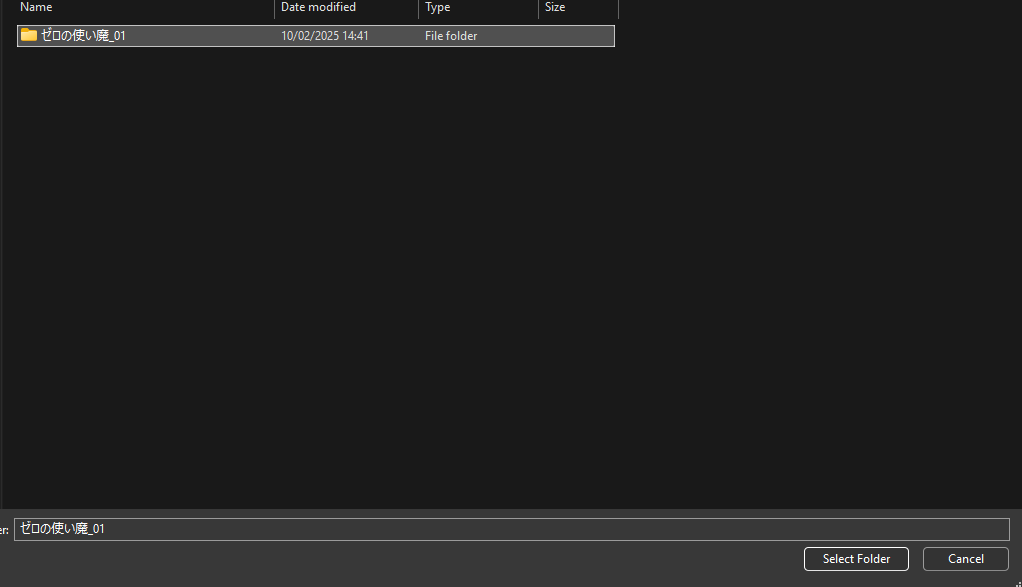 Name Date modified Type Size
ゼロの使い魔_01 10/02/2025 14:41 File folder
er: ゼロの使い魔_01
Select Folder Cancel